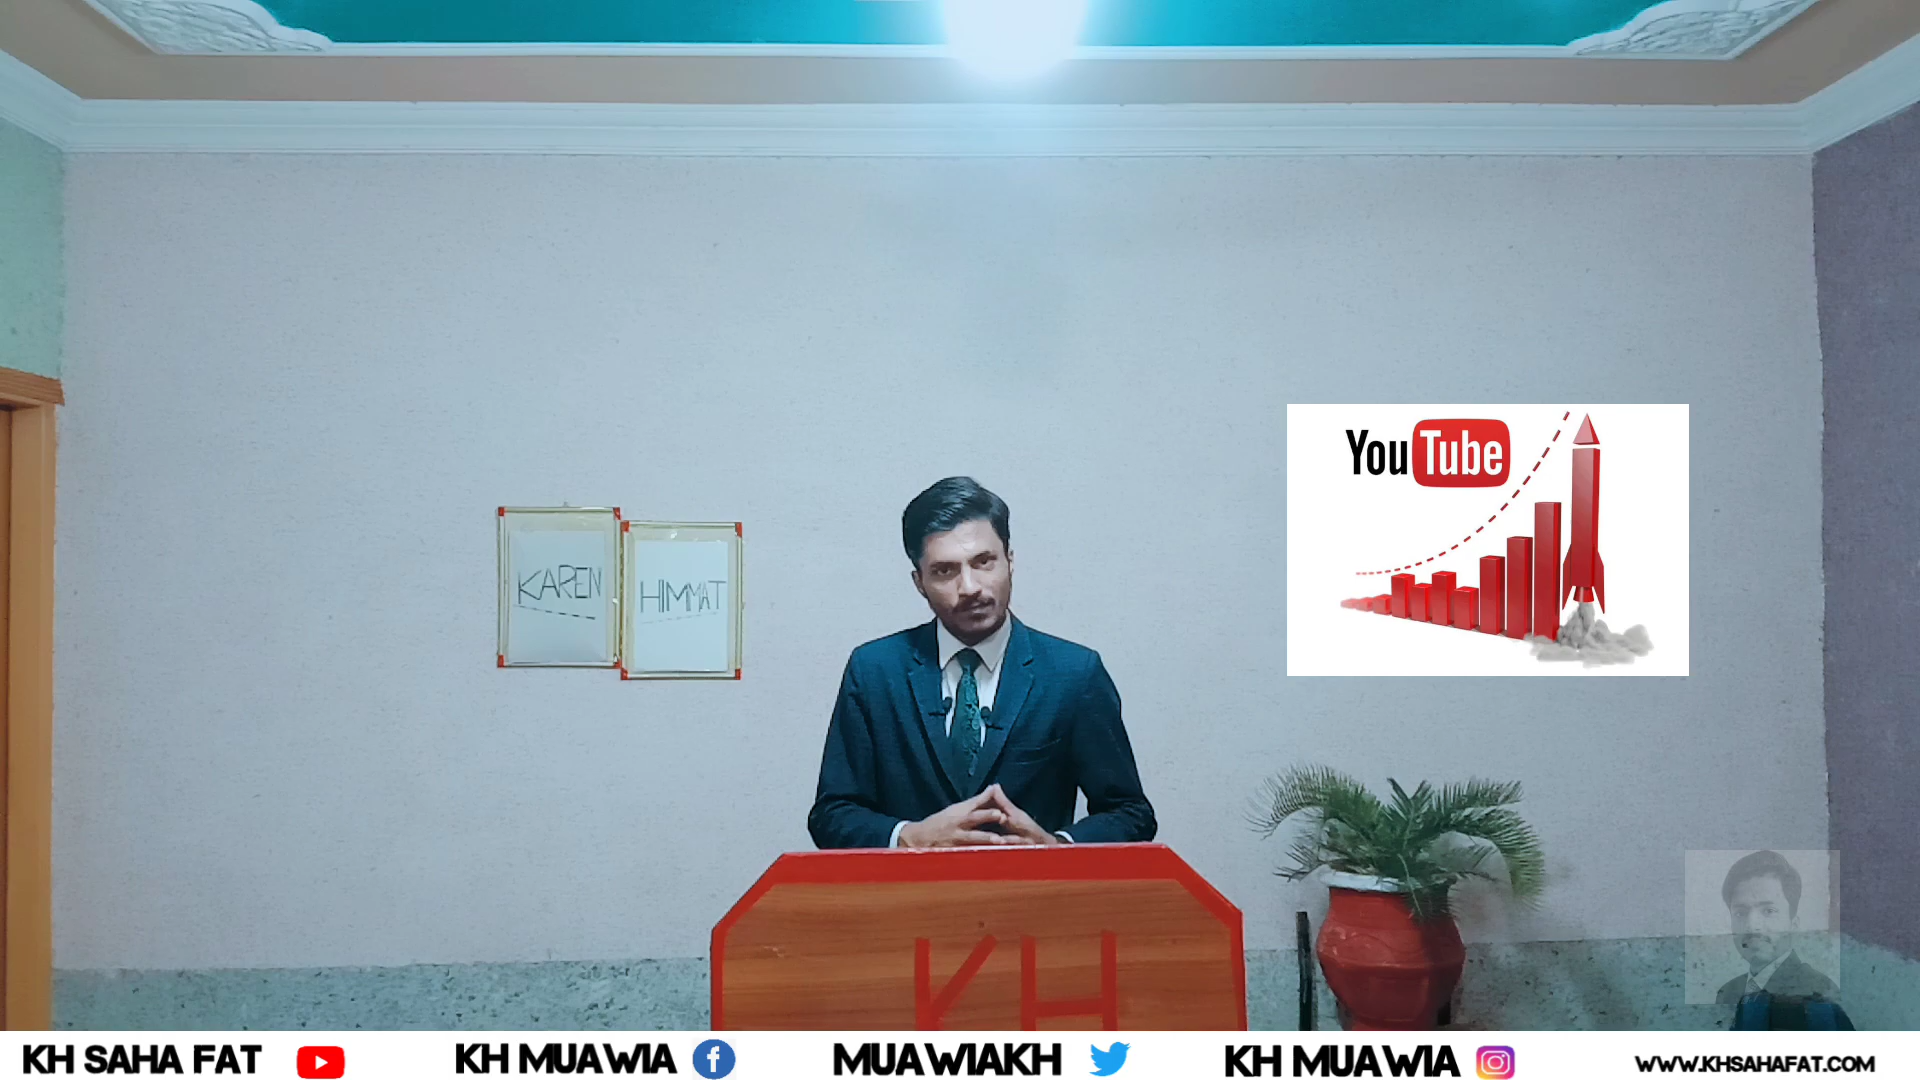 YouTube
KAREN
HIMMAT
KH
KH SAHA FAT
KH MUAWIA
MUAWIAKH
KH MUAWIA
WWW.KHSAHAFAT.COM